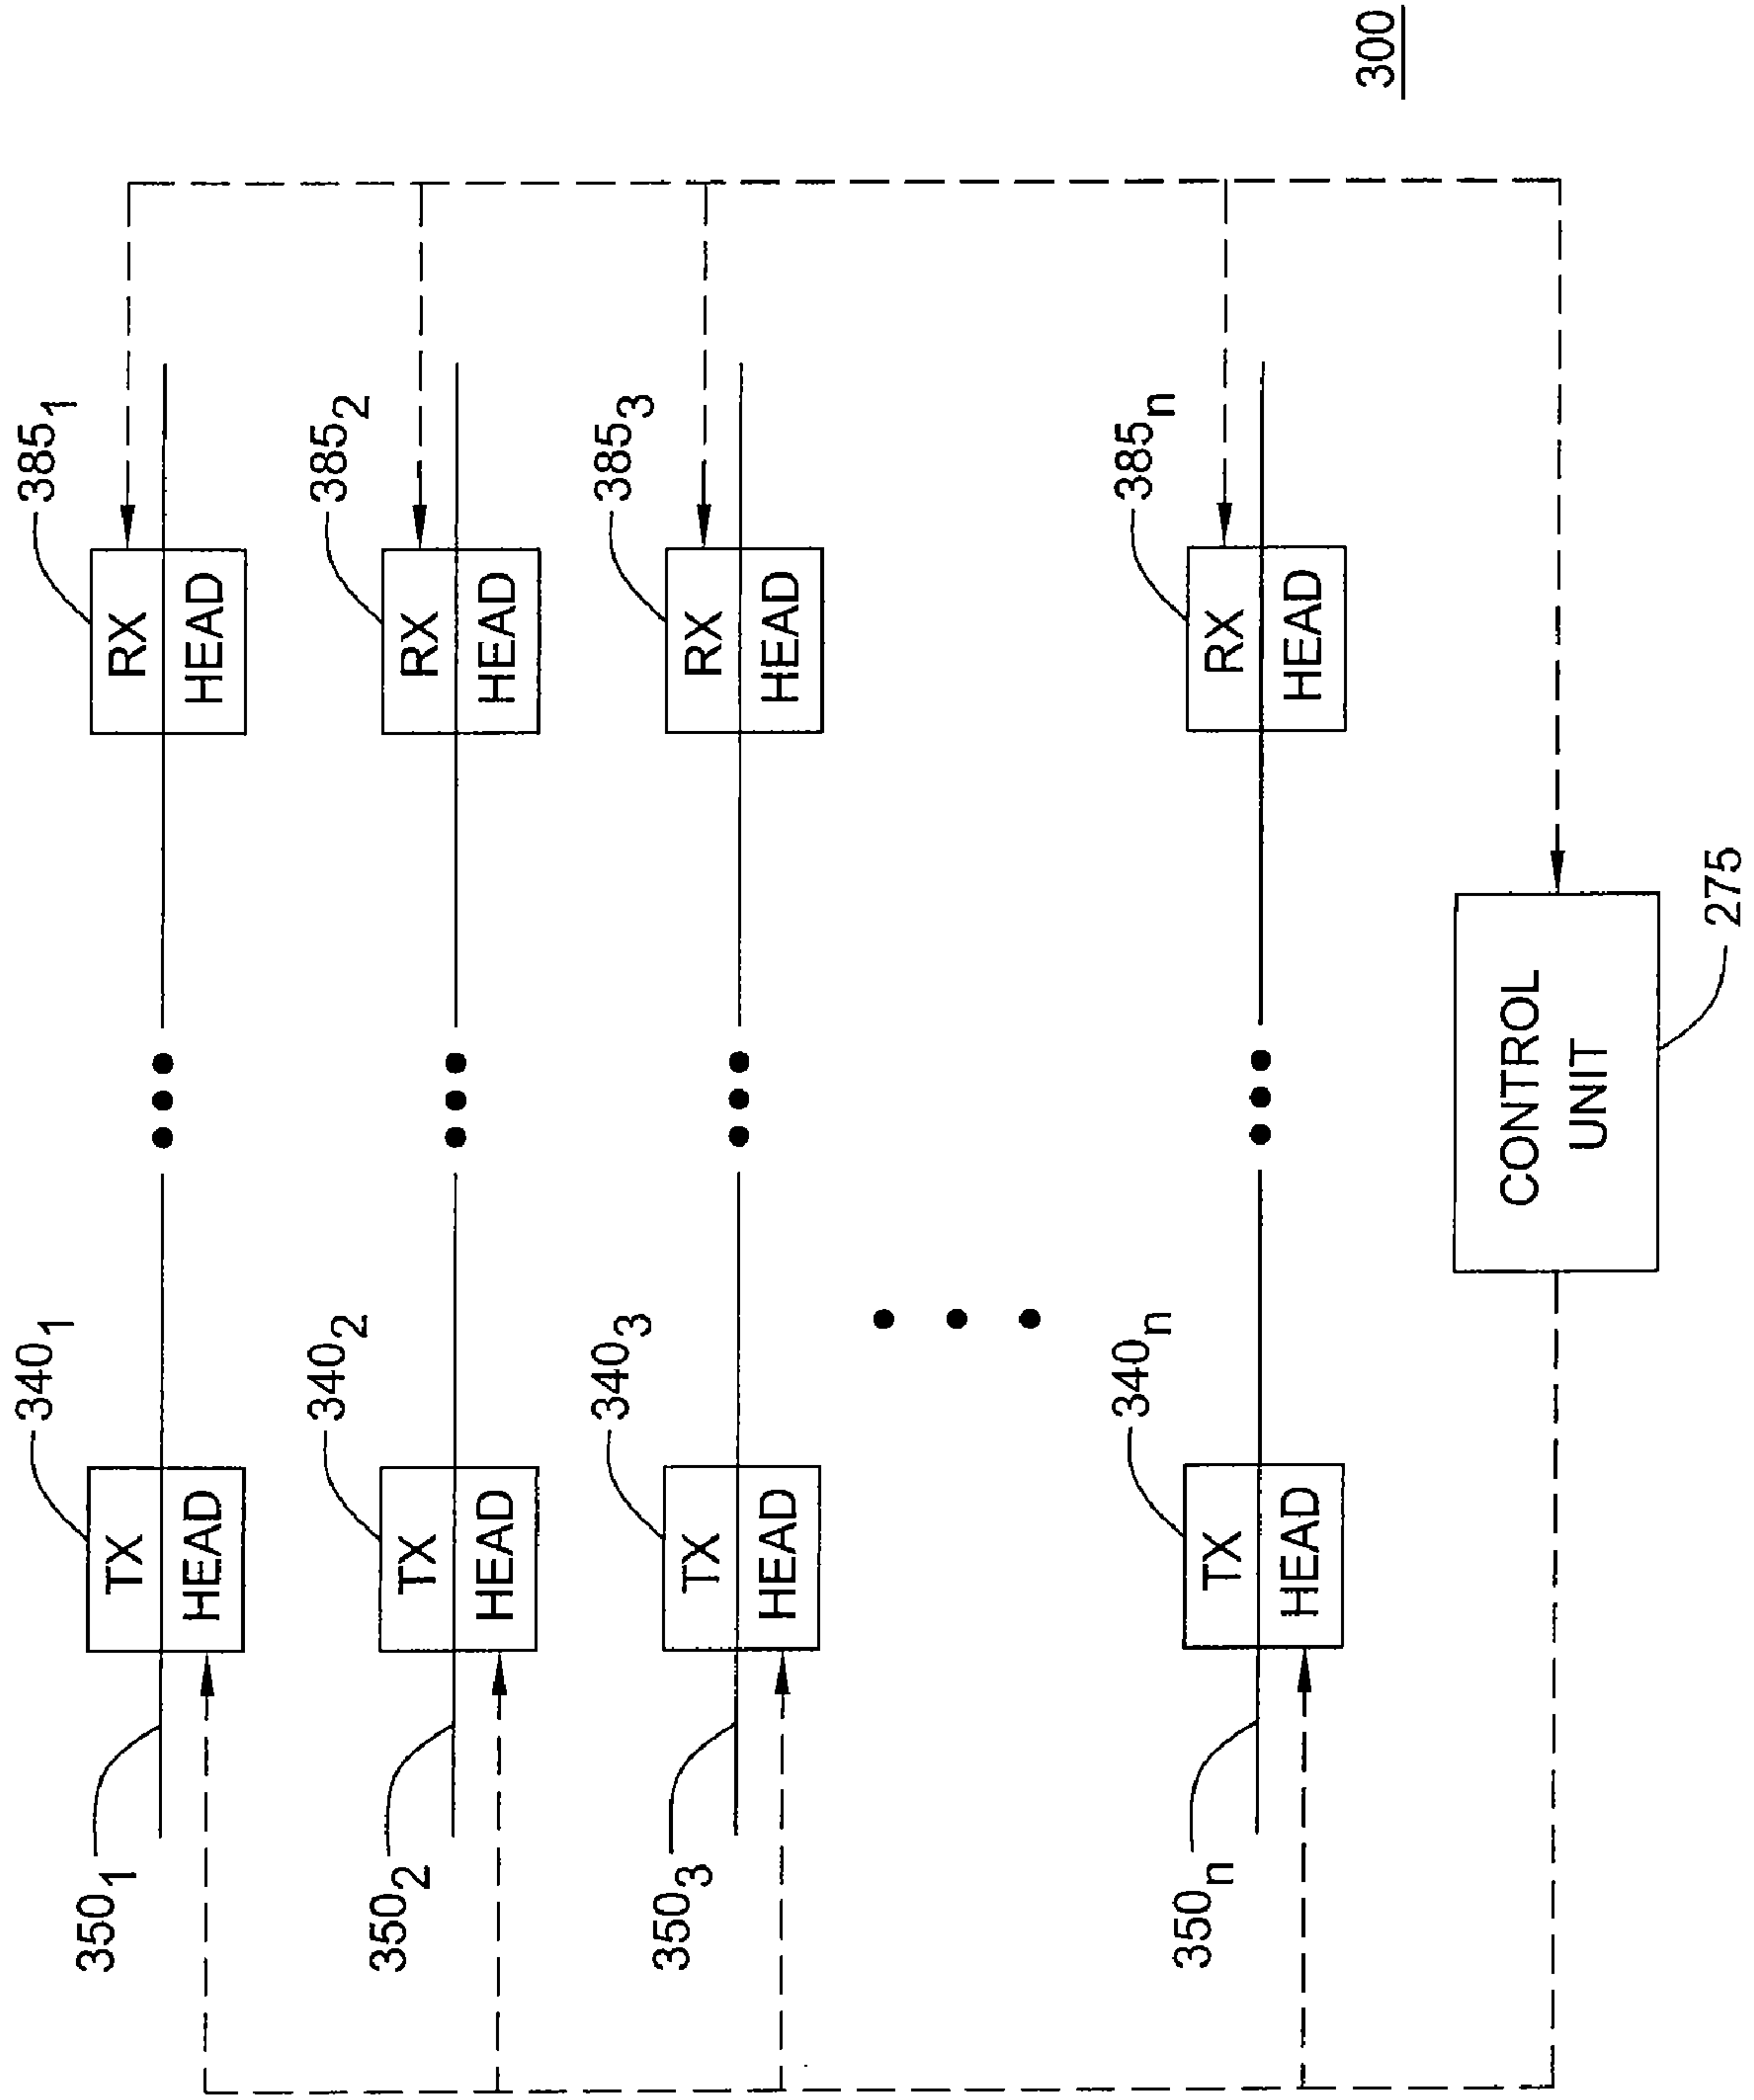 350₁
340₁
385₁
TX
HEAD
RX
HEAD
350₂
340₂
385₂
TX
HEAD
RX
HEAD
350₃
340₃
385₃
TX
HEAD
RX
HEAD
350ₙ
340ₙ
385ₙ
TX
HEAD
RX
HEAD
CONTROL
UNIT
275
300